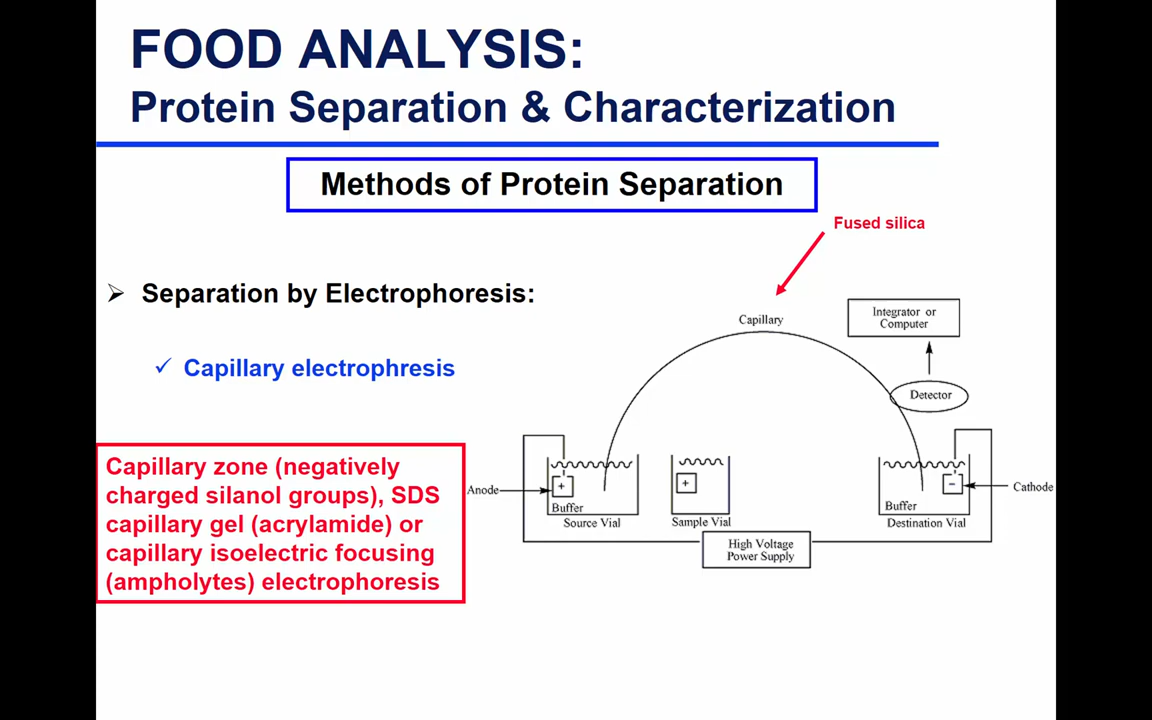 FOOD ANALYSIS:
Protein Separation & Characterization
Methods of Protein Separation
Fused silica
➢ Separation by Electrophoresis:
✓ Capillary electrophresis
Capillary zone (negatively
charged silanol groups), SDS
capillary gel (acrylamide) or
capillary isoelectric focusing
(ampholytes) electrophoresis
Capillary
Integrator or
Computer
Detector
Anode
+
Buffer
Source Vial
+
Sample Vial
−
Buffer
Destination Vial
Cathode
High Voltage
Power Supply